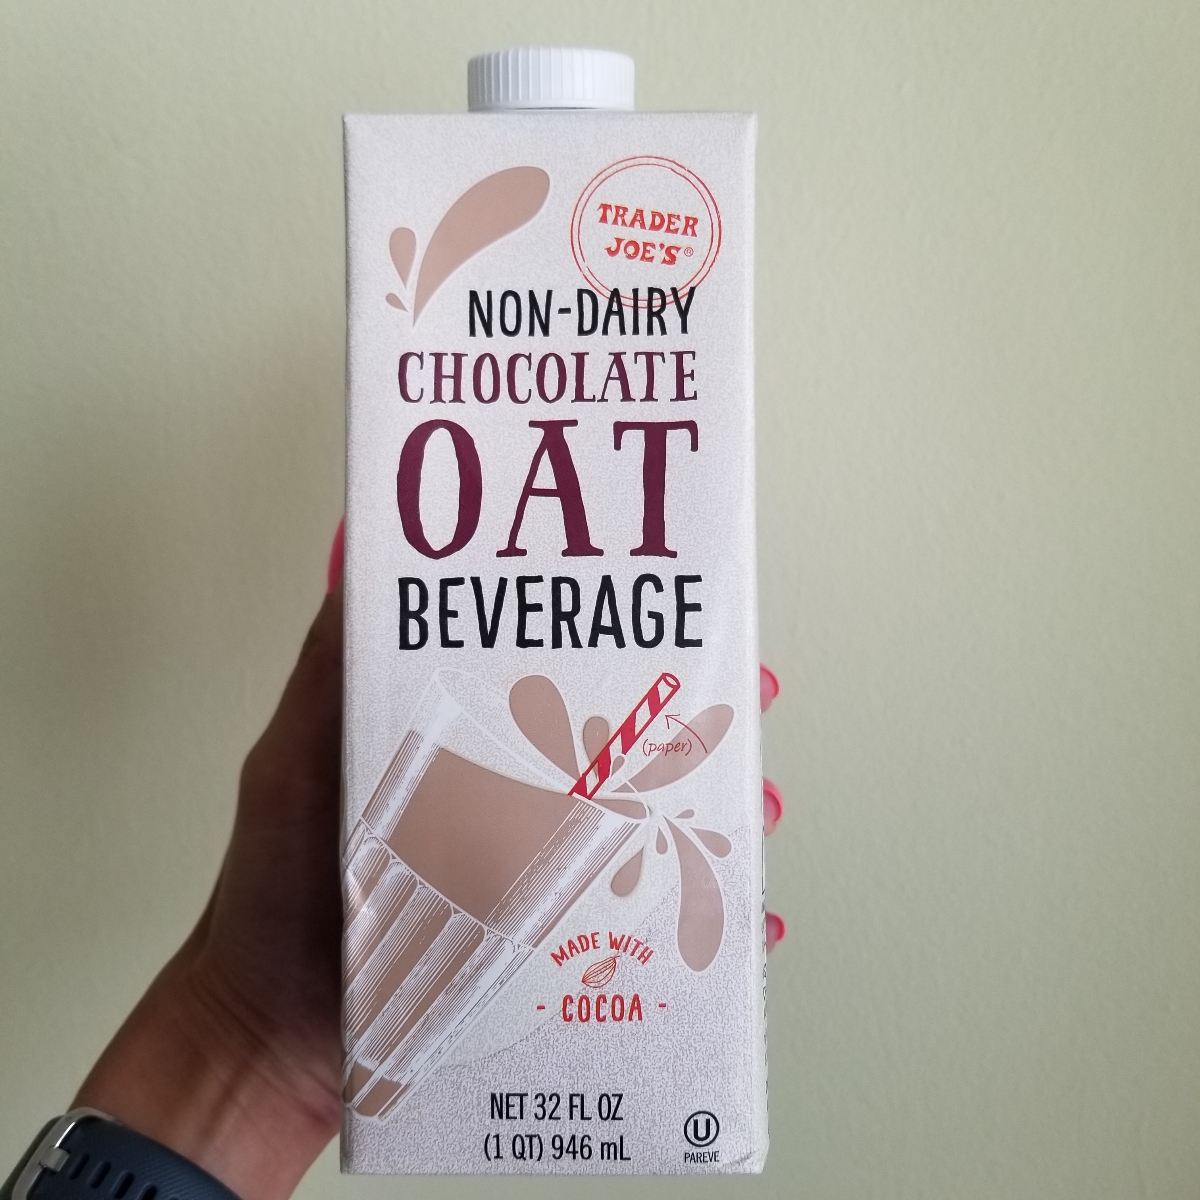 TRADER
JOE'S®
NON-DAIRY
CHOCOLATE
OAT
BEVERAGE
(paper)
MADE WITH
- COCOA -
NET 32 FL OZ
(1 QT) 946 mL
U
PAREVE